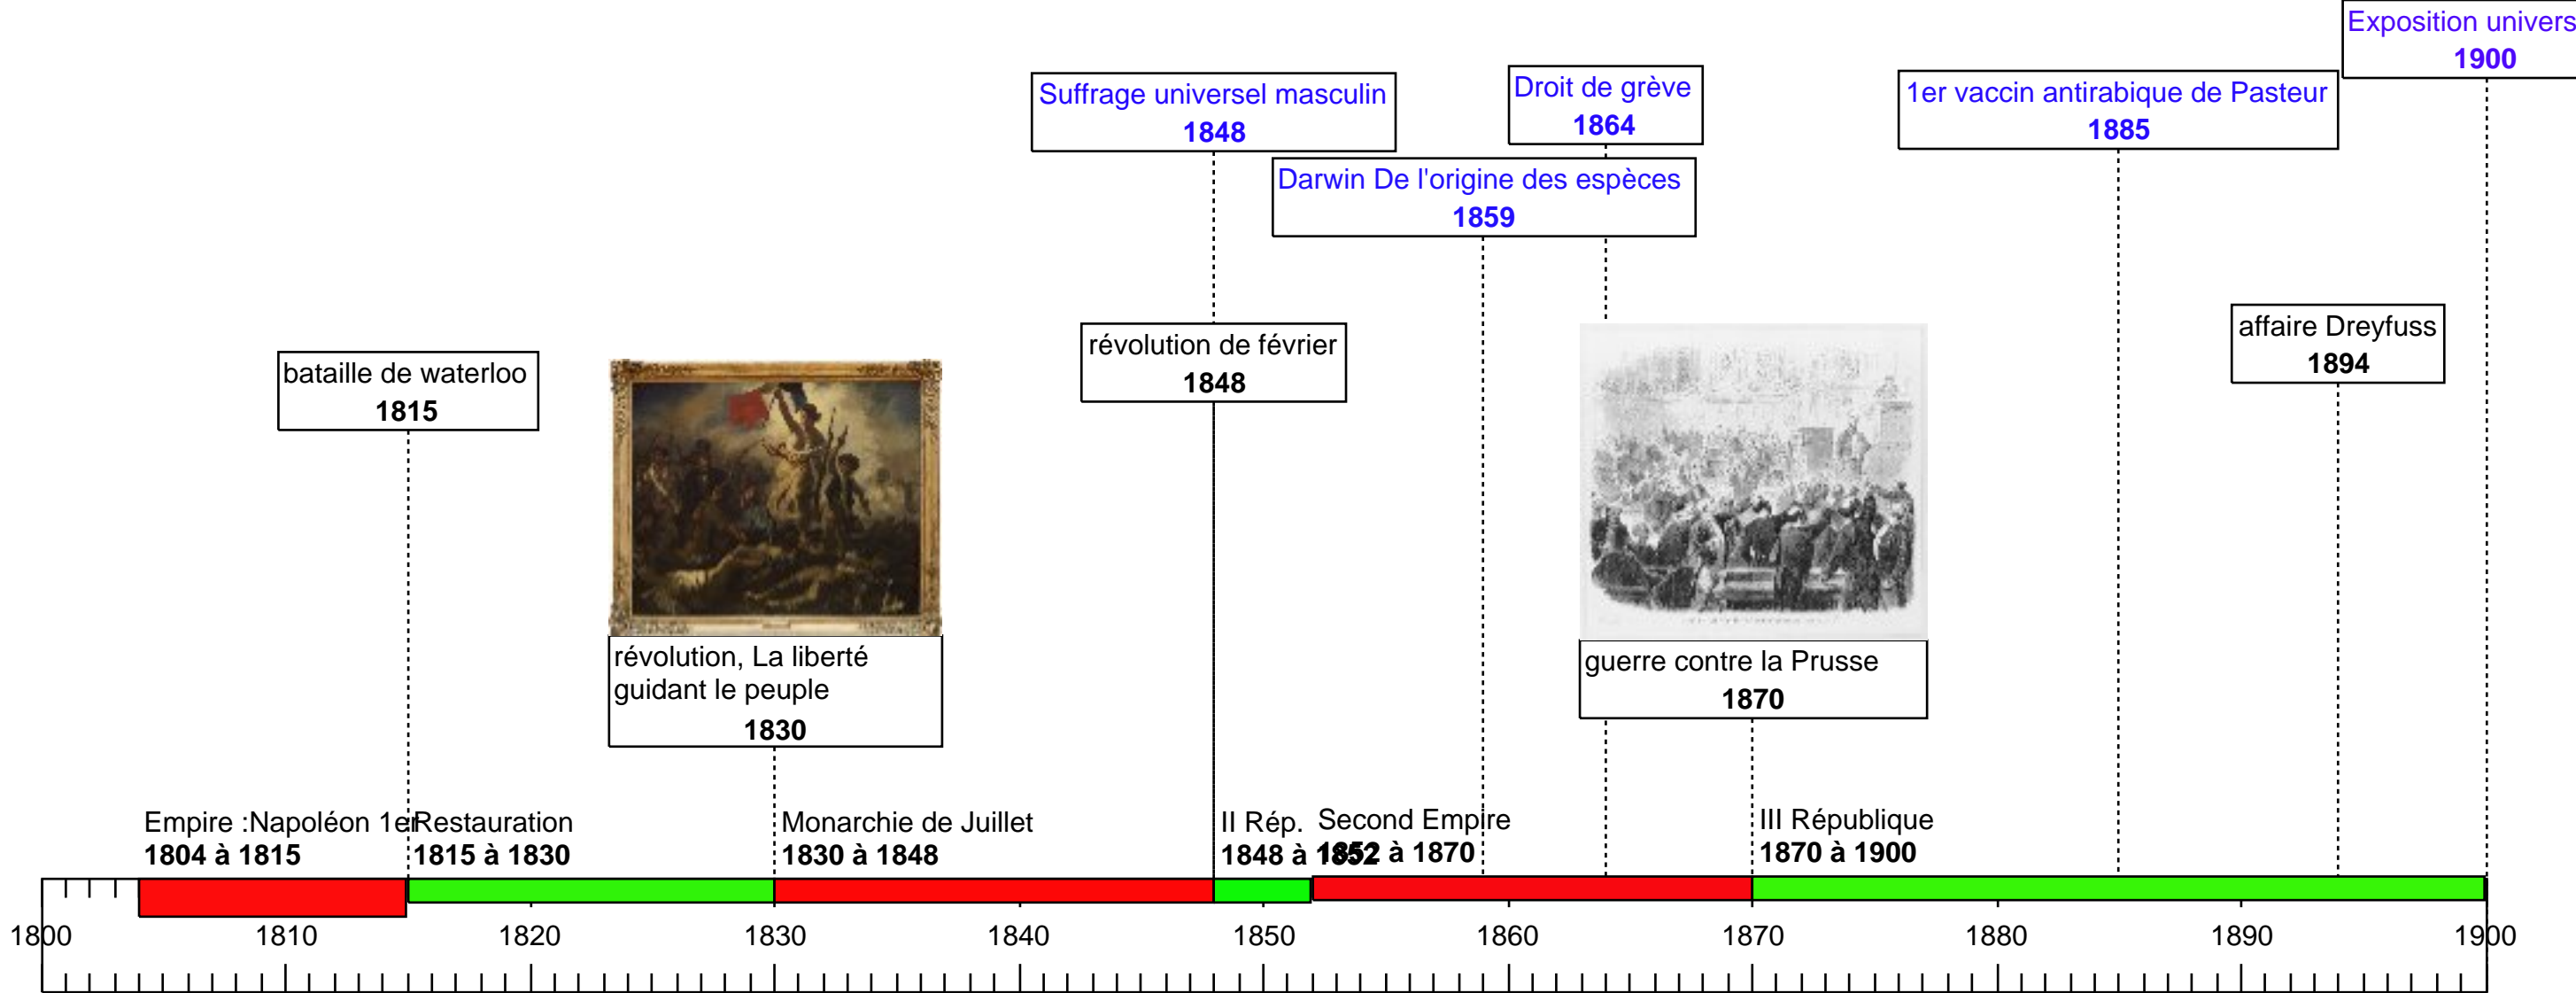 Exposition univers
1900
Suffrage universel masculin
1848
Droit de grève
1864
1er vaccin antirabique de Pasteur
1885
Darwin De l'origine des espèces
1859
bataille de waterloo
1815
révolution de février
1848
affaire Dreyfuss
1894
révolution, La liberté
guidant le peuple
1830
guerre contre la Prusse
1870
Empire :Napoléon 1er
1804 à 1815
Restauration
1815 à 1830
Monarchie de Juillet
1830 à 1848
II Rép.
1848 à 1852
Second Empire
1852 à 1870
III République
1870 à 1900
1800 1810 1820 1830 1840 1850 1860 1870 1880 1890 1900